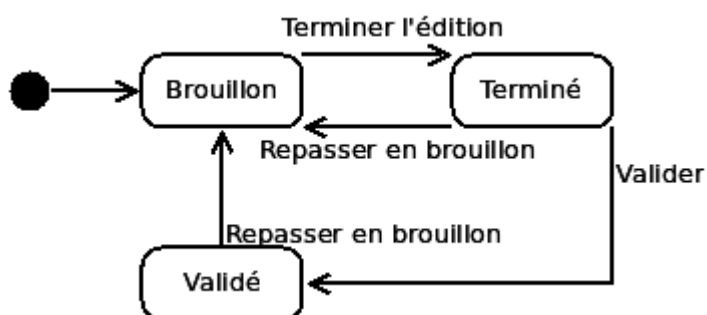 Terminer l'édition
Brouillon
Terminé
Repasser en brouillon
Valider
Repasser en brouillon
Validé